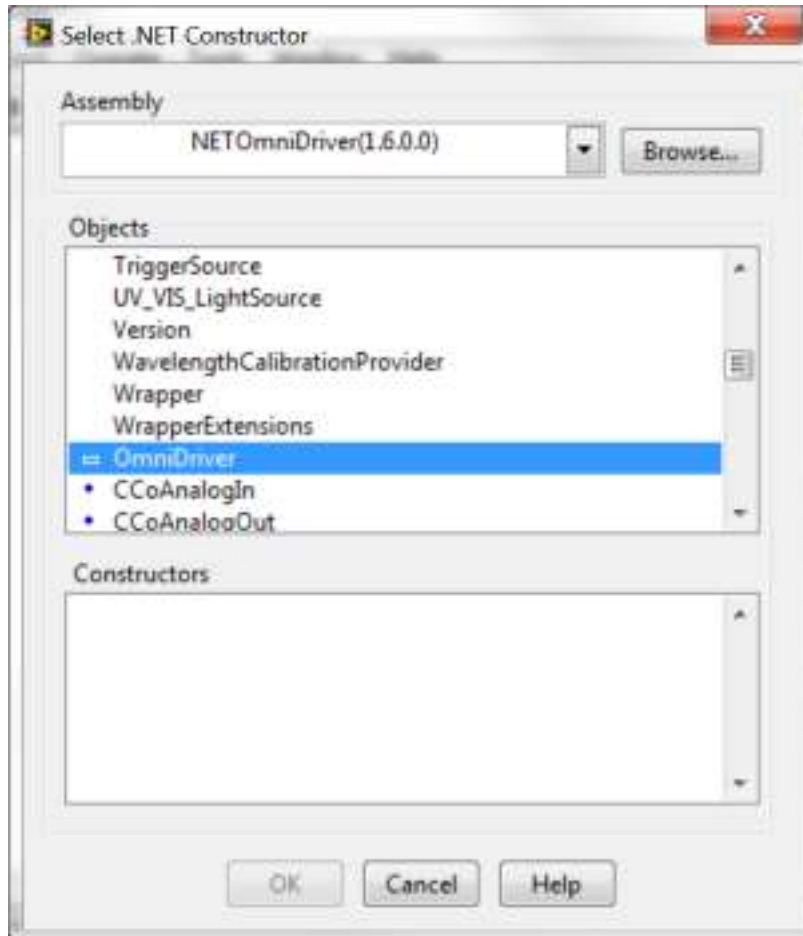 Select .NET Constructor
Assembly
NETOmniDriver(1.6.0.0)
Browse...
Objects
TriggerSource
UV_VIS_LightSource
Version
WavelengthCalibrationProvider
Wrapper
WrapperExtensions
OmniDriver
CCoAnalogIn
CCoAnalogOut
Constructors
OK Cancel Help